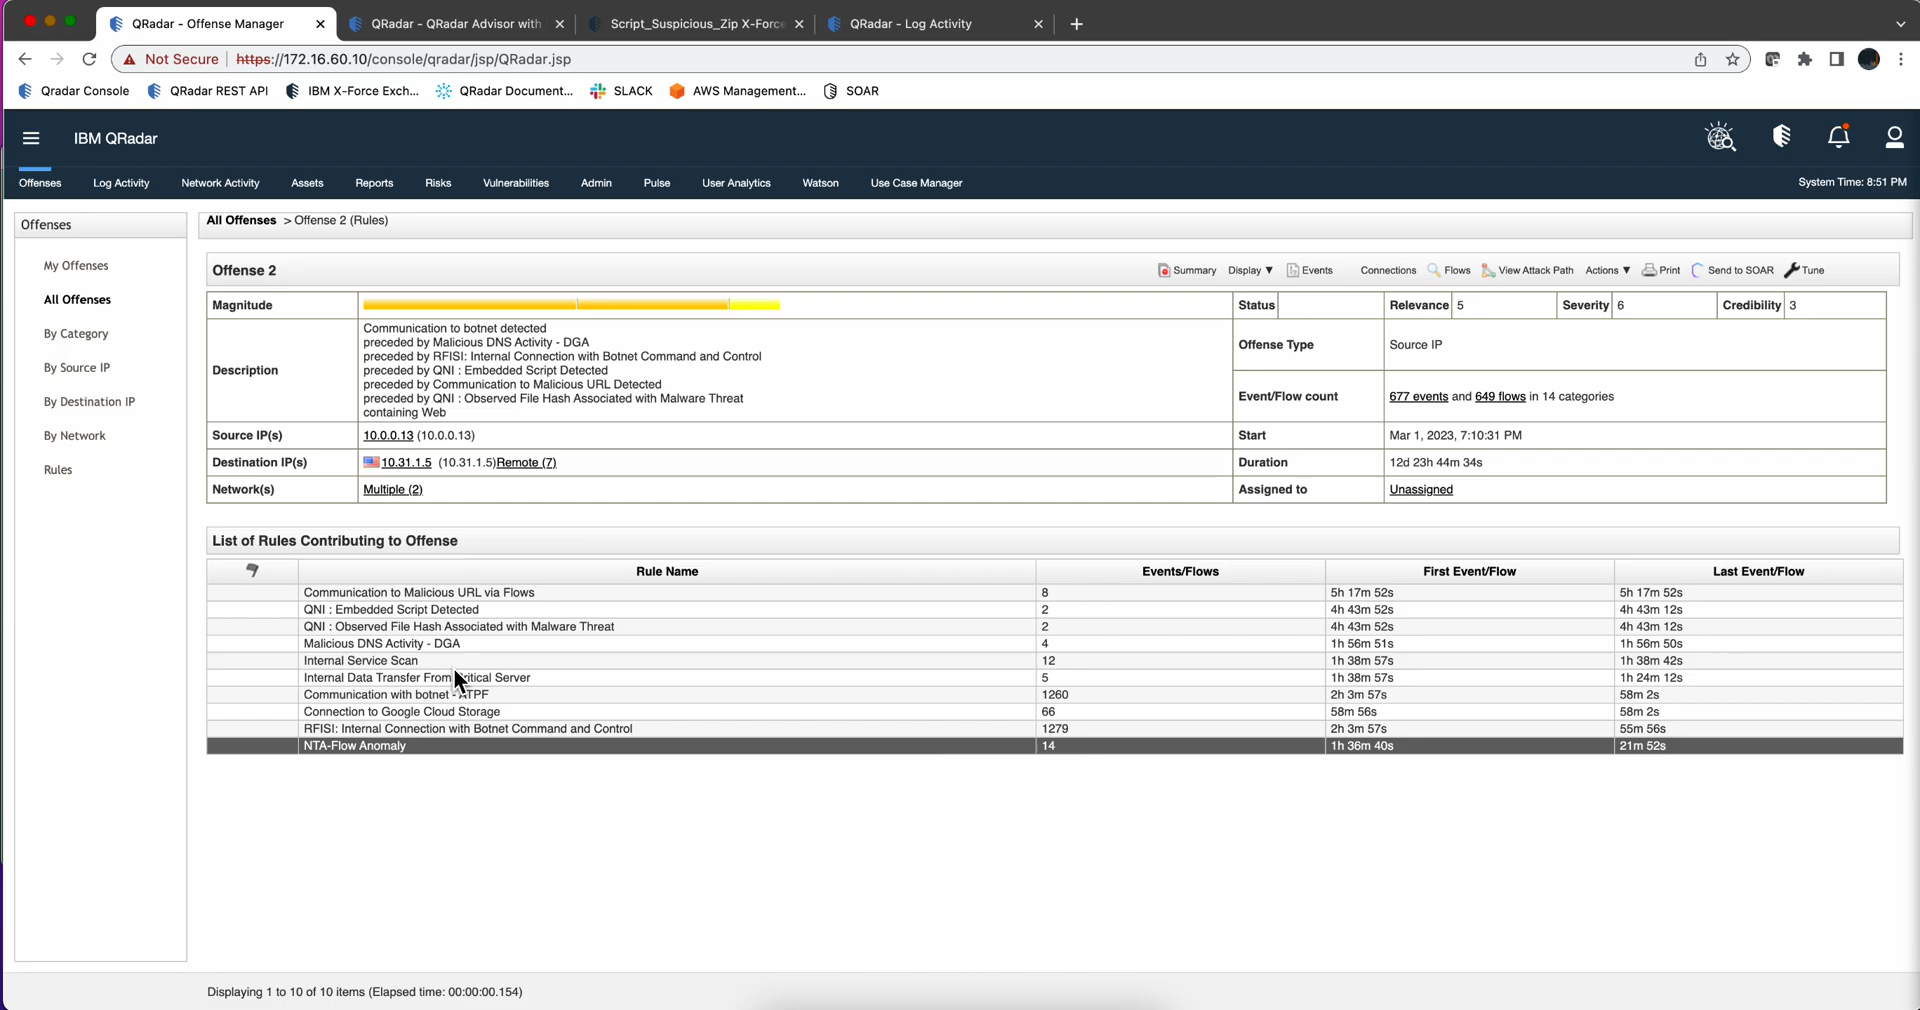 QRadar - Offense Manager
QRadar - QRadar Advisor with
Script_Suspicious_Zip X-Force
QRadar - Log Activity
Not Secure
https://172.16.60.10/console/qradar/jsp/QRadar.jsp
Qradar Console
QRadar REST API
IBM X-Force Exch...
QRadar Document...
SLACK
AWS Management...
SOAR
IBM QRadar
Offenses
Log Activity
Network Activity
Assets
Reports
Risks
Vulnerabilities
Admin
Pulse
User Analytics
Watson
Use Case Manager
System Time: 8:51 PM
Offenses
My Offenses
All Offenses
By Category
By Source IP
By Destination IP
By Network
Rules
All Offenses > Offense 2 (Rules)
Offense 2
Summary
Display ▼
Events
Connections
Flows
View Attack Path
Actions ▼
Print
Send to SOAR
Tune
Magnitude
Status
Relevance 5
Severity 6
Credibility 3
Description
Communication to botnet detected
preceded by Malicious DNS Activity - DGA
preceded by RFISI: Internal Connection with Botnet Command and Control
preceded by QNI : Embedded Script Detected
preceded by Communication to Malicious URL Detected
preceded by QNI : Observed File Hash Associated with Malware Threat
containing Web
Offense Type Source IP
Event/Flow count 677 events and 649 flows in 14 categories
Source IP(s) 10.0.0.13 (10.0.0.13)
Start Mar 1, 2023, 7:10:31 PM
Destination IP(s) 10.31.1.5 (10.31.1.5)Remote (7)
Duration 12d 23h 44m 34s
Network(s) Multiple (2)
Assigned to Unassigned
List of Rules Contributing to Offense
Rule Name Events/Flows First Event/Flow Last Event/Flow
Communication to Malicious URL via Flows 8 5h 17m 52s 5h 17m 52s
QNI : Embedded Script Detected 2 4h 43m 52s 4h 43m 12s
QNI : Observed File Hash Associated with Malware Threat 2 4h 43m 52s 4h 43m 12s
Malicious DNS Activity - DGA 4 1h 56m 51s 1h 56m 50s
Internal Service Scan 12 1h 38m 57s 1h 38m 42s
Internal Data Transfer From Critical Server 5 1h 38m 57s 1h 24m 12s
Communication with botnet - 1260 2h 3m 57s 58m 2s
Connection to Google Cloud Storage 66 58m 56s 58m 2s
RFISI: Internal Connection with Botnet Command and Control 1279 2h 3m 57s 55m 56s
NTA-Flow Anomaly 14 1h 36m 40s 21m 52s
Displaying 1 to 10 of 10 items (Elapsed time: 00:00:00.154)